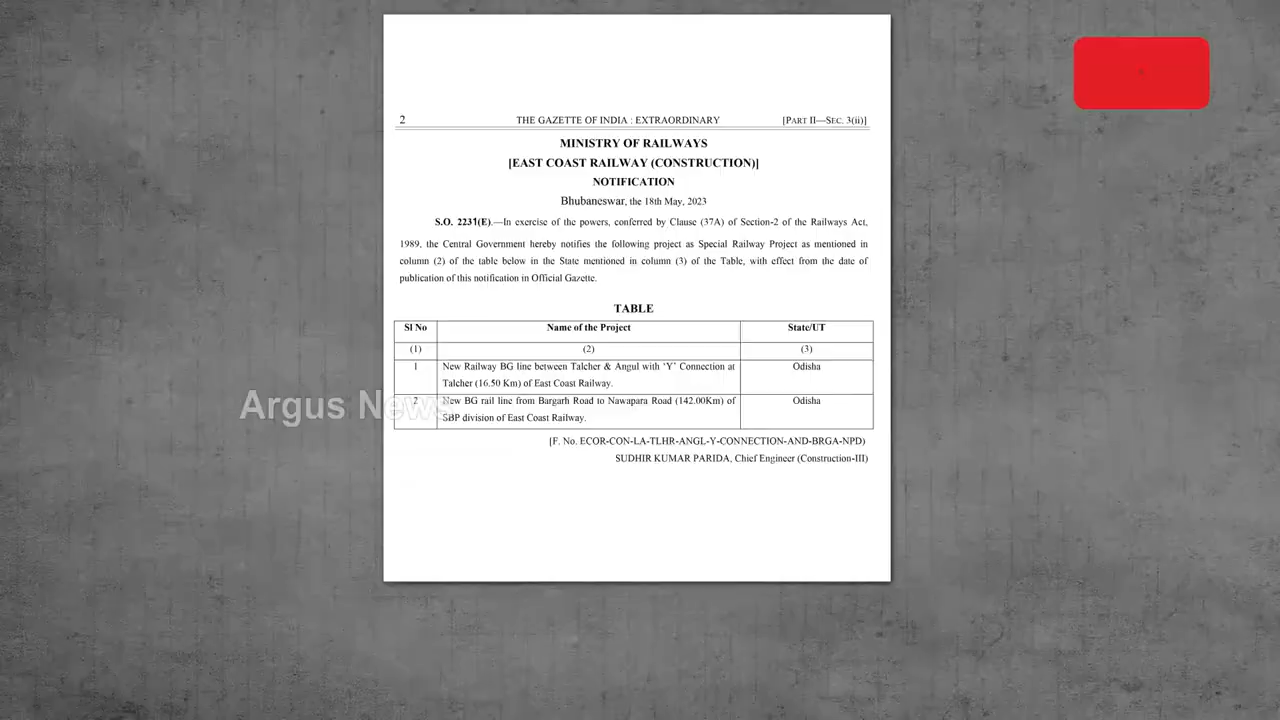 2 THE GAZETTE OF INDIA : EXTRAORDINARY [PART II—SEC. 3(ii)]
MINISTRY OF RAILWAYS
[EAST COAST RAILWAY (CONSTRUCTION)]
NOTIFICATION
Bhubaneswar, the 18th May, 2023
S.O. 2231(E).—In exercise of the powers, conferred by Clause (37A) of Section-2 of the Railways Act,
1989, the Central Government hereby notifies the following project as Special Railway Project as mentioned in
column (2) of the table below in the State mentioned in column (3) of the Table, with effect from the date of
publication of this notification in Official Gazette.
TABLE
Sl No Name of the Project State/UT
(1) (2) (3)
1 New Railway BG line between Talcher & Angul with ‘Y’ Connection at Odisha
Talcher (16.50 Km) of East Coast Railway.
2 New BG rail line from Bargarh Road to Nawapara Road (142.00Km) of Odisha
SBP division of East Coast Railway.
Argus News
[F. No. ECOR-CON-LA-TLHR-ANGL-Y-CONNECTION-AND-BRGA-NPD)
SUDHIR KUMAR PARIDA, Chief Engineer (Construction-III)